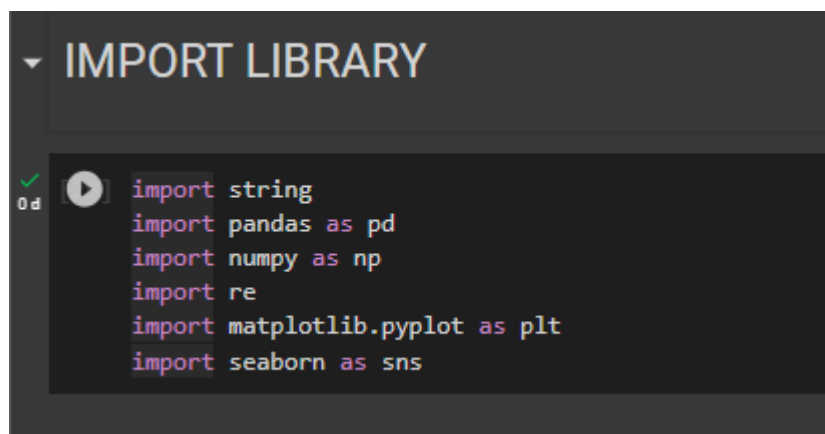 IMPORT LIBRARY
0d
import string
import pandas as pd
import numpy as np
import re
import matplotlib.pyplot as plt
import seaborn as sns